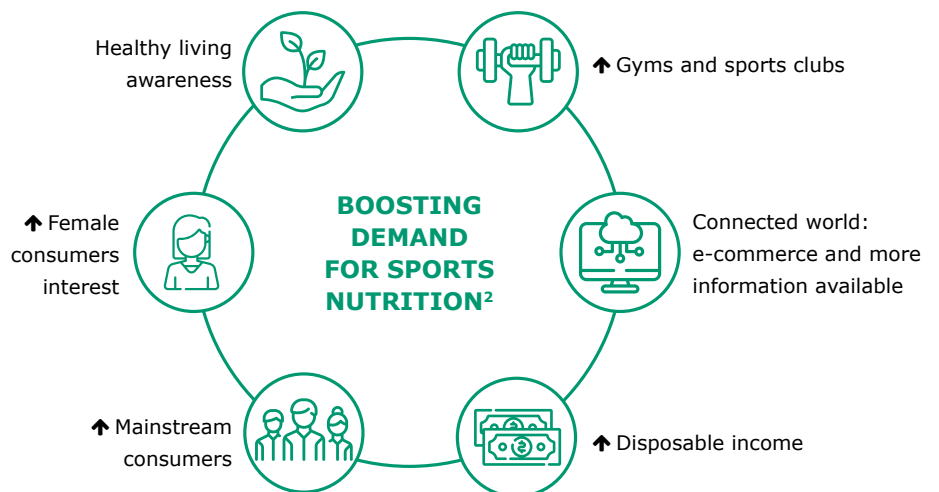 Healthy living
awareness
↑ Gyms and sports clubs
↑ Female
consumers
interest
BOOSTING
DEMAND
FOR SPORTS
NUTRITION²
Connected world:
e-commerce and more
information available
↑ Mainstream
consumers
↑ Disposable income